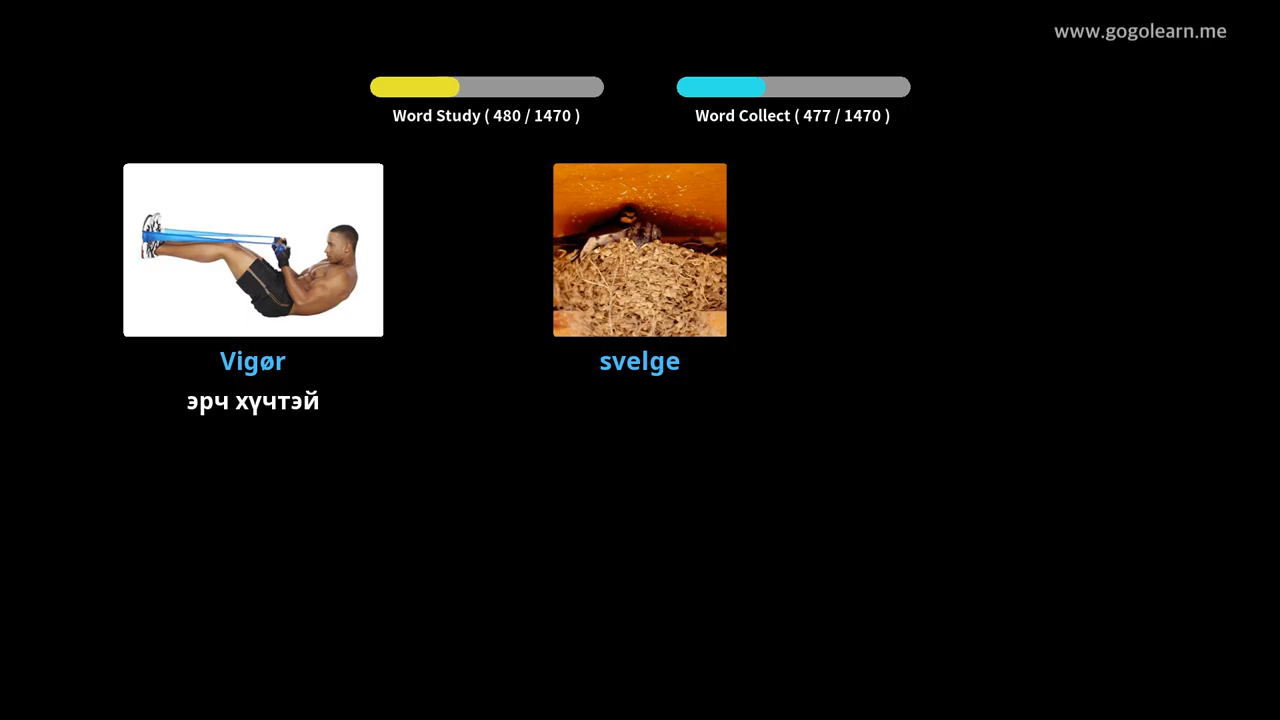 www.gogolearn.me
Word Study ( 480 / 1470 )
Word Collect ( 477 / 1470 )
Vigør
эрч хүчтэй
svelge